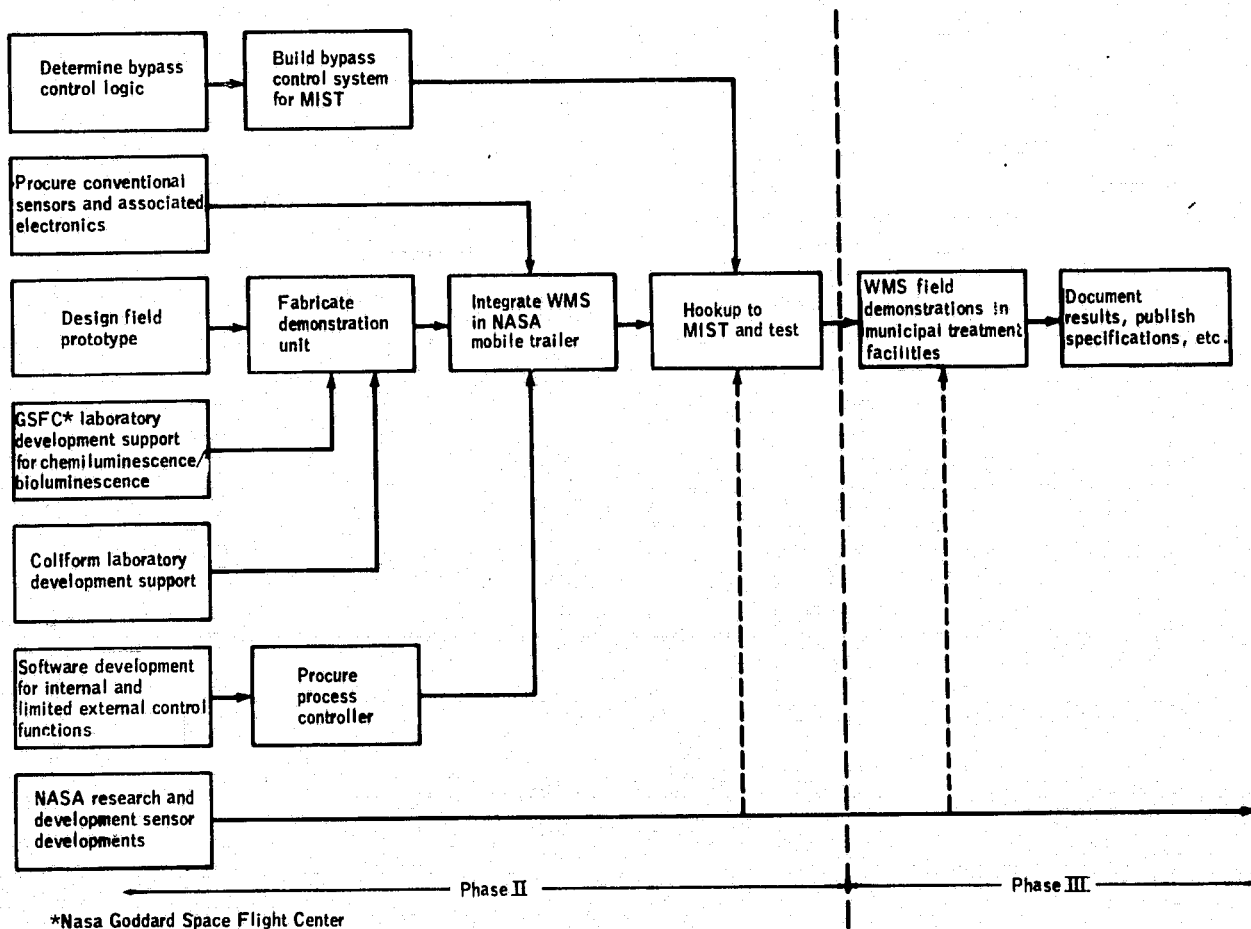 Determine bypass
control logic
Build bypass
control system
for MIST
Procure conventional
sensors and associated
electronics
Design field
prototype
Fabricate
demonstration
unit
Integrate WMS
in NASA
mobile trailer
Hookup to
MIST and test
WMS field
demonstrations in
municipal treatment
facilities
Document
results, publish
specifications, etc.
GSFC* laboratory
development support
for chemiluminescence/
bioluminescence
Coliform laboratory
development support
Software development
for internal and
limited external control
functions
Procure
process
controller
NASA research and
development sensor
developments
Phase II
Phase III
*Nasa Goddard Space Flight Center